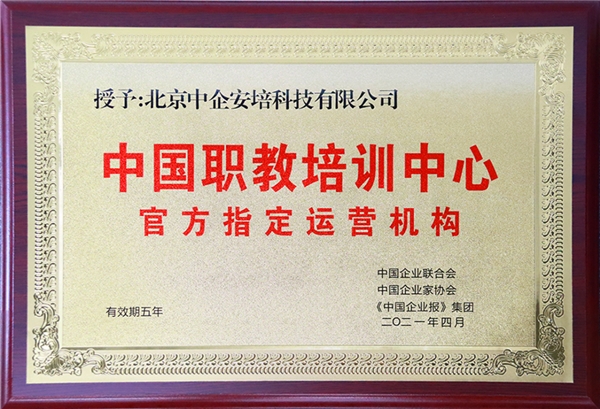 授予:北京中企安培科技有限公司
中国职教培训中心
官方指定运营机构
中国企业联合会
中国企业家协会
《中国企业报》集团
有效期五年
二〇二一年四月